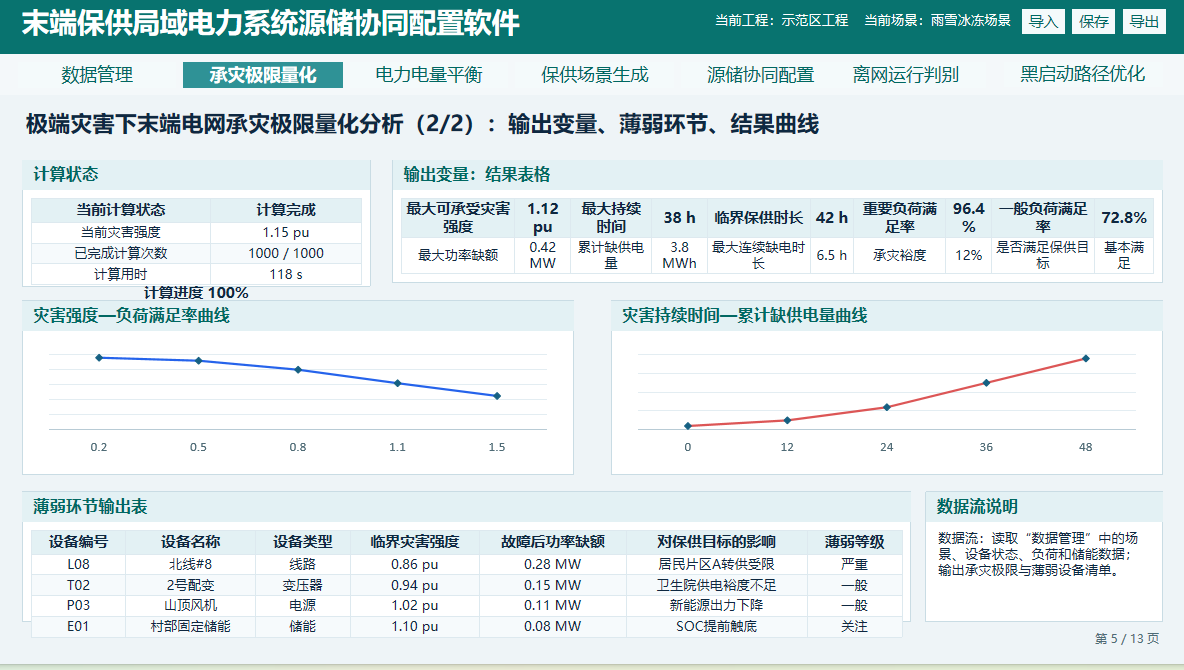 末端保供局域电力系统源储协同配置软件
当前工程：示范区工程 当前场景：雨雪冰冻场景 导入 保存 导出
数据管理 承灾极限量化 电力电量平衡 保供场景生成 源储协同配置 离网运行判别 黑启动路径优化
极端灾害下末端电网承灾极限量化分析（2/2）：输出变量、薄弱环节、结果曲线
计算状态
当前计算状态 计算完成
当前灾害强度 1.15 pu
已完成计算次数 1000 / 1000
计算用时 118 s
计算进度 100%
输出变量：结果表格
最大可承受灾害强度 1.12 pu 最大持续时间 38 h 临界保供时长 42 h 重要负荷满足率 96.4% 一般负荷满足率 72.8%
最大功率缺额 0.42 MW 累计缺供电量 3.8 MWh 最大连续缺电时长 6.5 h 承灾裕度 12% 是否满足保供目标 基本满足
灾害强度—负荷满足率曲线
0.2 0.5 0.8 1.1 1.5
灾害持续时间—累计缺供电量曲线
0 12 24 36 48
薄弱环节输出表
设备编号 设备名称 设备类型 临界灾害强度 故障后功率缺额 对保供目标的影响 薄弱等级
L08 北线#8 线路 0.86 pu 0.28 MW 居民片区A转供受限 严重
T02 2号配变 变压器 0.94 pu 0.15 MW 卫生院供电裕度不足 一般
P03 山顶风机 电源 1.02 pu 0.11 MW 新能源出力下降 一般
E01 村部固定储能 储能 1.10 pu 0.08 MW SOC提前触底 关注
数据流说明
数据流：读取“数据管理”中的场
景、设备状态、负荷和储能数据；
输出承灾极限与薄弱设备清单。
第 5 / 13 页